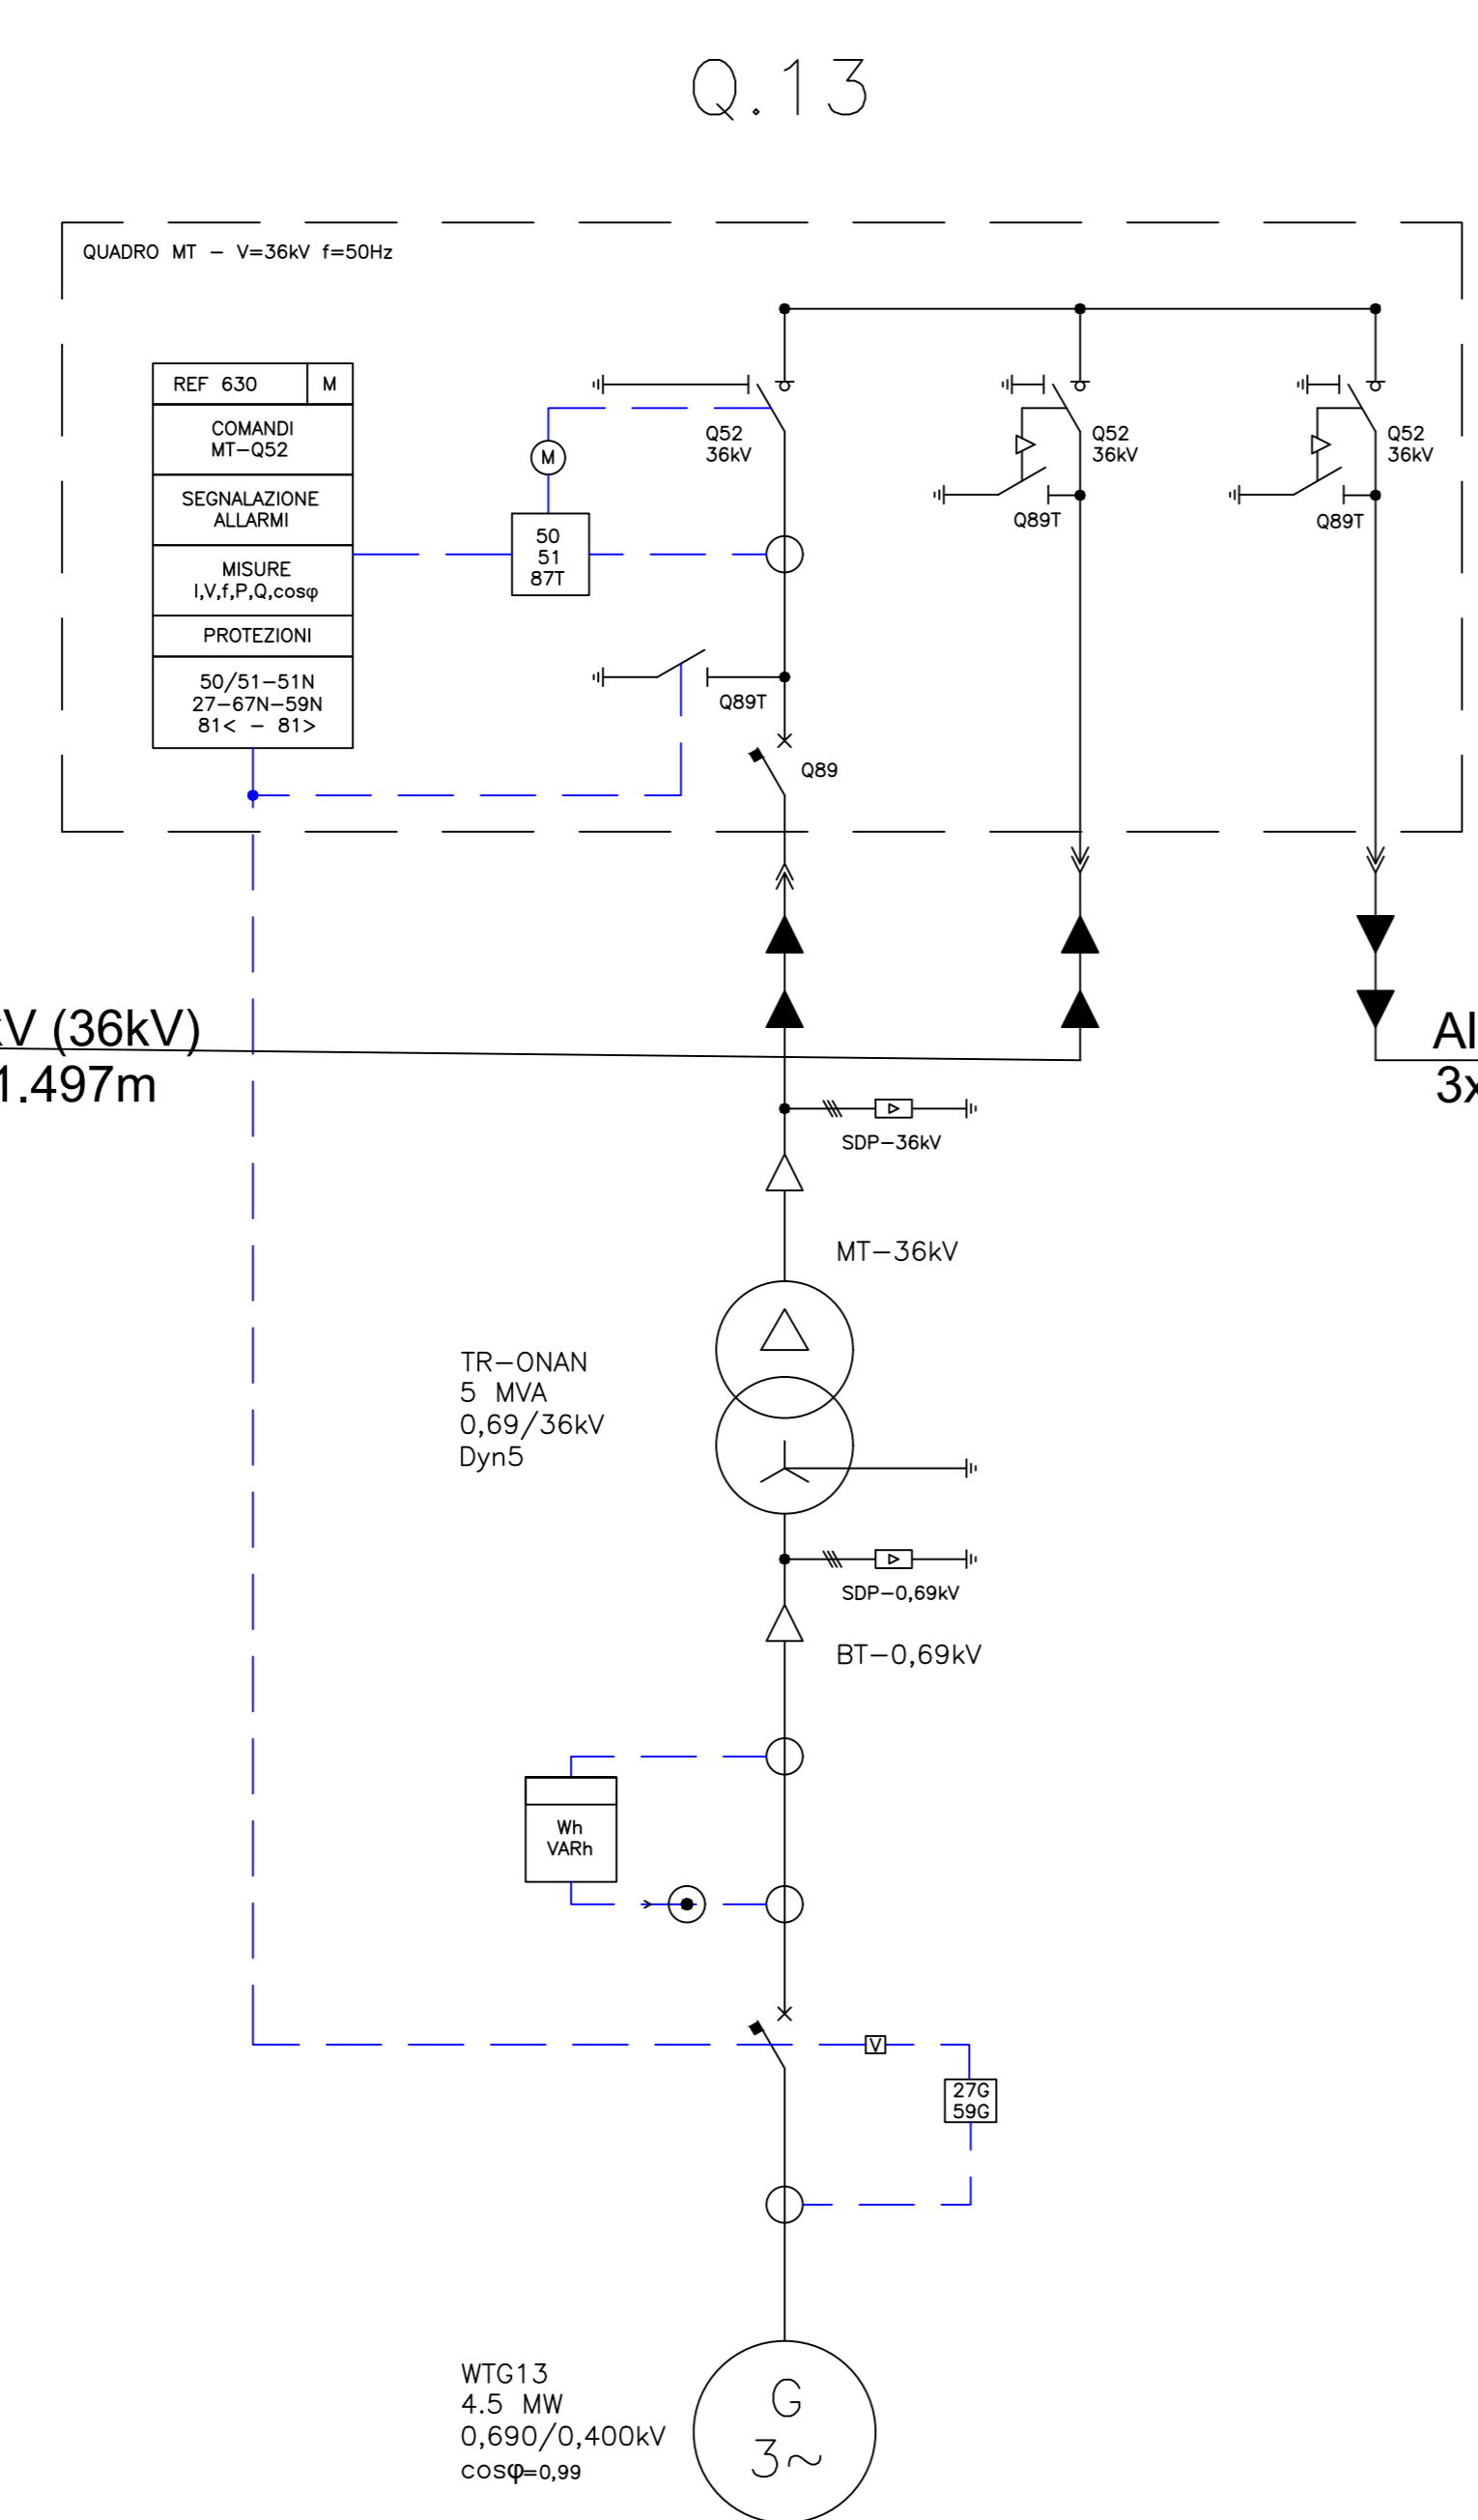 Q.13
QUADRO MT – V=36kV f=50Hz
REF 630 M
COMANDI
MT–Q52
SEGNALAZIONE
ALLARMI
MISURE
I,V,f,P,Q,cosφ
PROTEZIONI
50/51–51N
27–67N–59N
81< – 81>
M
50
51
87T
Q52
36kV
Q89T
Q89
Q52
36kV
Q89T
Q52
36kV
Q89T
kV (36kV)
1.497m
Al
3x
SDP–36kV
MT–36kV
TR–ONAN
5 MVA
0,69/36kV
Dyn5
SDP–0,69kV
BT–0,69kV
Wh
VARh
V
27G
59G
WTG13
4.5 MW
0,690/0,400kV
cosφ=0,99
G
3~